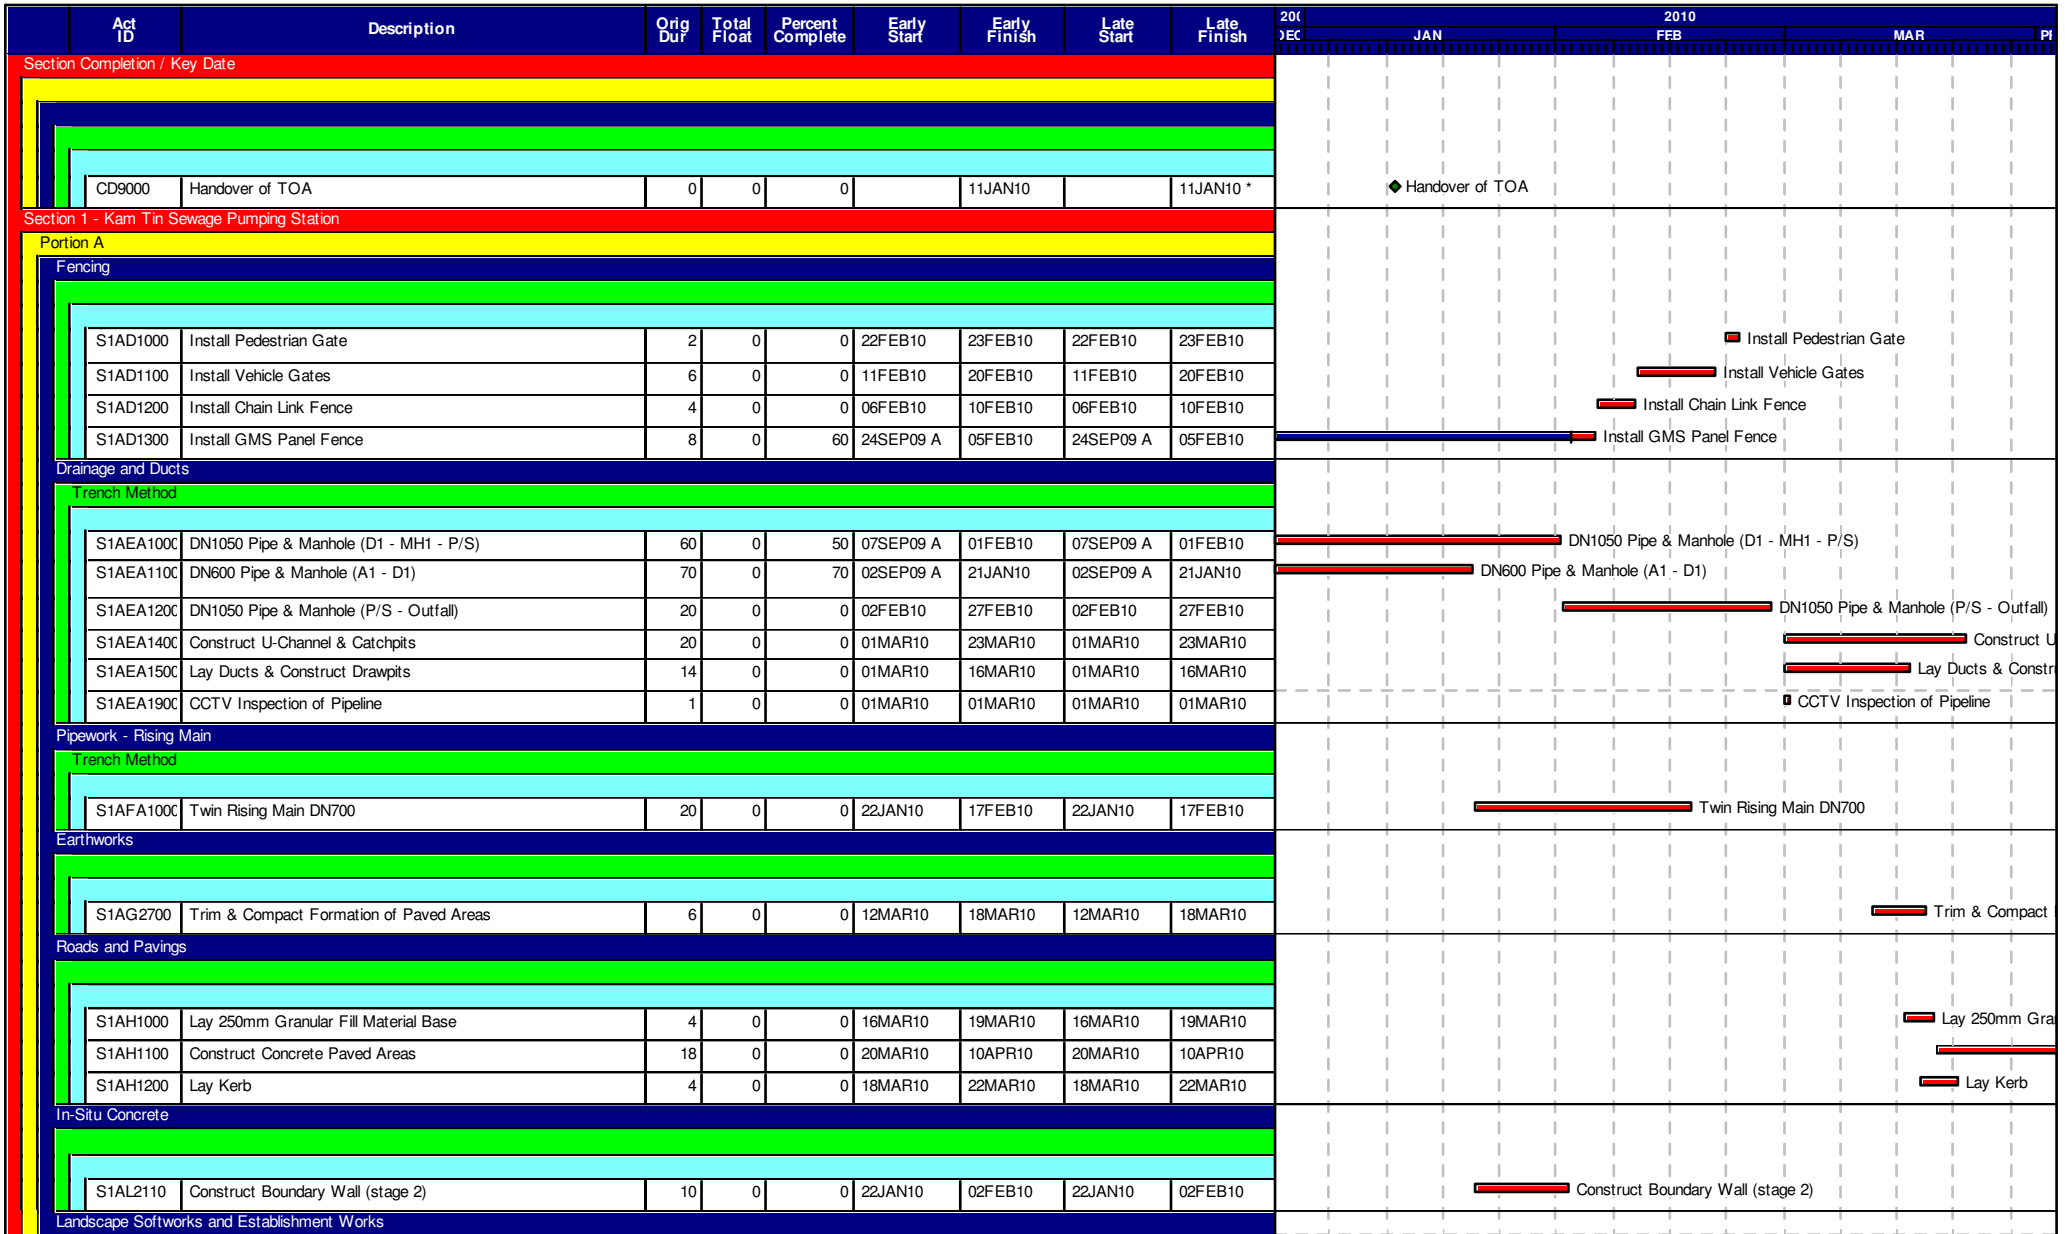 Act ID Description Orig Dur Total Float Percent Complete Early Start Early Finish Late Start Late Finish 2010
DEC JAN FEB MAR
Section Completion / Key Date
CD9000 Handover of TOA 0 0 0 11JAN10 11JAN10 * Handover of TOA
Section 1 - Kam Tin Sewage Pumping Station
Portion A
Fencing
S1AD1000 Install Pedestrian Gate 2 0 0 22FEB10 23FEB10 22FEB10 23FEB10 Install Pedestrian Gate
S1AD1100 Install Vehicle Gates 6 0 0 11FEB10 20FEB10 11FEB10 20FEB10 Install Vehicle Gates
S1AD1200 Install Chain Link Fence 4 0 0 06FEB10 10FEB10 06FEB10 10FEB10 Install Chain Link Fence
S1AD1300 Install GMS Panel Fence 8 0 60 24SEP09 A 05FEB10 24SEP09 A 05FEB10 Install GMS Panel Fence
Drainage and Ducts
Trench Method
S1AEA1000 DN1050 Pipe & Manhole (D1 - MH1 - P/S) 60 0 50 07SEP09 A 01FEB10 07SEP09 A 01FEB10 DN1050 Pipe & Manhole (D1 - MH1 - P/S)
S1AEA1100 DN600 Pipe & Manhole (A1 - D1) 70 0 70 02SEP09 A 21JAN10 02SEP09 A 21JAN10 DN600 Pipe & Manhole (A1 - D1)
S1AEA1200 DN1050 Pipe & Manhole (P/S - Outfall) 20 0 0 02FEB10 27FEB10 02FEB10 27FEB10 DN1050 Pipe & Manhole (P/S - Outfall)
S1AEA1400 Construct U-Channel & Catchpits 20 0 0 01MAR10 23MAR10 01MAR10 23MAR10 Construct U
S1AEA1500 Lay Ducts & Construct Drawpits 14 0 0 01MAR10 16MAR10 01MAR10 16MAR10 Lay Ducts & Constr
S1AEA1900 CCTV Inspection of Pipeline 1 0 0 01MAR10 01MAR10 01MAR10 01MAR10 CCTV Inspection of Pipeline
Pipework - Rising Main
Trench Method
S1AFA1000 Twin Rising Main DN700 20 0 0 22JAN10 17FEB10 22JAN10 17FEB10 Twin Rising Main DN700
Earthworks
S1AG2700 Trim & Compact Formation of Paved Areas 6 0 0 12MAR10 18MAR10 12MAR10 18MAR10 Trim & Compact
Roads and Pavings
S1AH1000 Lay 250mm Granular Fill Material Base 4 0 0 16MAR10 19MAR10 16MAR10 19MAR10 Lay 250mm Gra
S1AH1100 Construct Concrete Paved Areas 18 0 0 20MAR10 10APR10 20MAR10 10APR10
S1AH1200 Lay Kerb 4 0 0 18MAR10 22MAR10 18MAR10 22MAR10 Lay Kerb
In-Situ Concrete
S1AL2110 Construct Boundary Wall (stage 2) 10 0 0 22JAN10 02FEB10 22JAN10 02FEB10 Construct Boundary Wall (stage 2)
Landscape Softworks and Establishment Works